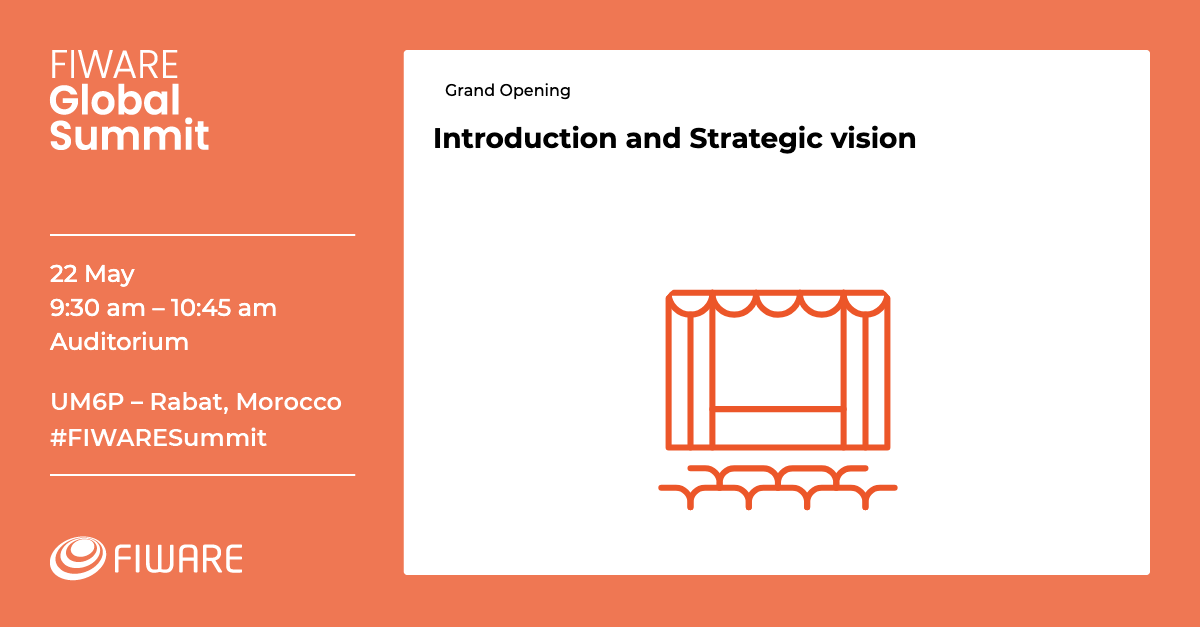 FIWARE
Global
Summit
22 May
9:30 am – 10:45 am
Auditorium
UM6P – Rabat, Morocco
#FIWARESummit
FIWARE
Grand Opening
Introduction and Strategic vision